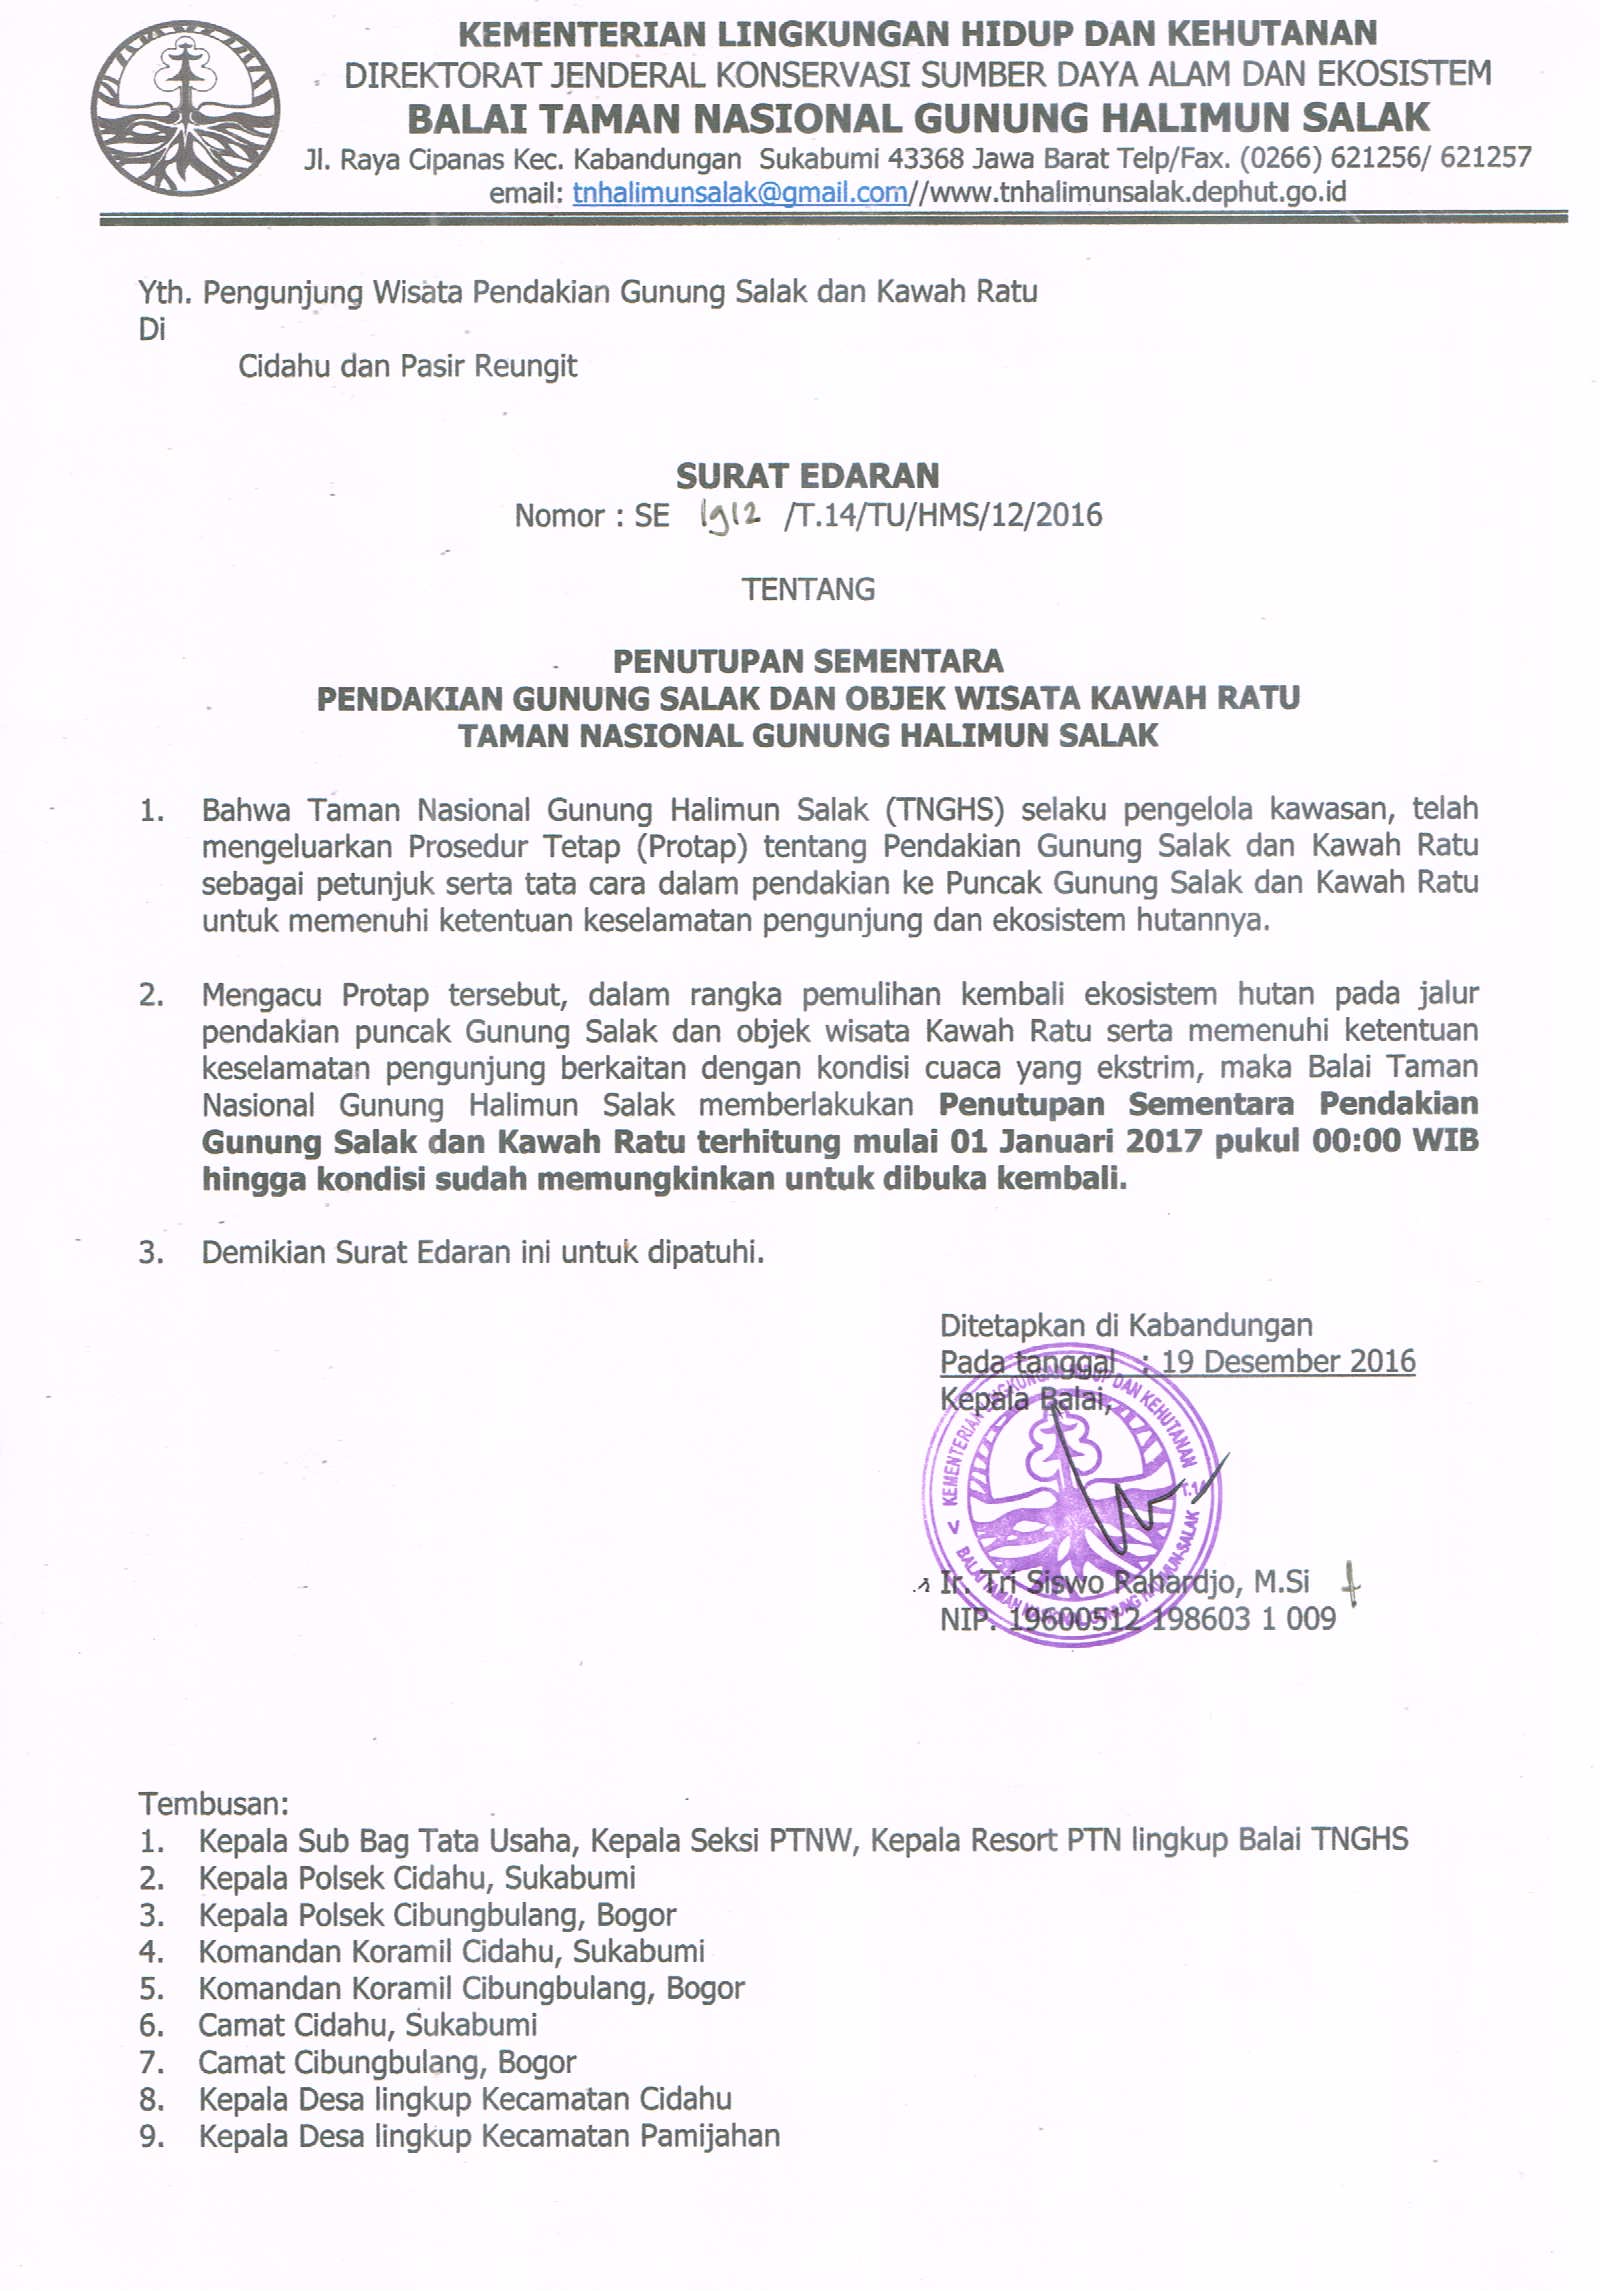 KEMENTERIAN LINGKUNGAN HIDUP DAN KEHUTANAN
DIREKTORAT JENDERAL KONSERVASI SUMBER DAYA ALAM DAN EKOSISTEM
BALAI TAMAN NASIONAL GUNUNG HALIMUN SALAK
Jl. Raya Cipanas Kec. Kabandungan Sukabumi 43368 Jawa Barat Telp/Fax. (0266) 621256/ 621257
email: tnhalimunsalak@gmail.com//www.tnhalimunsalak.dephut.go.id
Yth. Pengunjung Wisata Pendakian Gunung Salak dan Kawah Ratu
Di
Cidahu dan Pasir Reungit
SURAT EDARAN
Nomor : SE 1912 /T.14/TU/HMS/12/2016
TENTANG
PENUTUPAN SEMENTARA
PENDAKIAN GUNUNG SALAK DAN OBJEK WISATA KAWAH RATU
TAMAN NASIONAL GUNUNG HALIMUN SALAK
1. Bahwa Taman Nasional Gunung Halimun Salak (TNGHS) selaku pengelola kawasan, telah
mengeluarkan Prosedur Tetap (Protap) tentang Pendakian Gunung Salak dan Kawah Ratu
sebagai petunjuk serta tata cara dalam pendakian ke Puncak Gunung Salak dan Kawah Ratu
untuk memenuhi ketentuan keselamatan pengunjung dan ekosistem hutannya.
2. Mengacu Protap tersebut, dalam rangka pemulihan kembali ekosistem hutan pada jalur
pendakian puncak Gunung Salak dan objek wisata Kawah Ratu serta memenuhi ketentuan
keselamatan pengunjung berkaitan dengan kondisi cuaca yang ekstrim, maka Balai Taman
Nasional Gunung Halimun Salak memberlakukan Penutupan Sementara Pendakian
Gunung Salak dan Kawah Ratu terhitung mulai 01 Januari 2017 pukul 00:00 WIB
hingga kondisi sudah memungkinkan untuk dibuka kembali.
3. Demikian Surat Edaran ini untuk dipatuhi.
Ditetapkan di Kabandungan
Pada tanggal : 19 Desember 2016
Kepala Balai,
KEMENTERIAN LINGKUNGAN HIDUP DAN KEHUTANAN
BALAI TAMAN NASIONAL GUNUNG HALIMUN-SALAK
Ir. Tri Siswo Rahardjo, M.Si
NIP. 19600512 198603 1 009
Tembusan:
1. Kepala Sub Bag Tata Usaha, Kepala Seksi PTNW, Kepala Resort PTN lingkup Balai TNGHS
2. Kepala Polsek Cidahu, Sukabumi
3. Kepala Polsek Cibungbulang, Bogor
4. Komandan Koramil Cidahu, Sukabumi
5. Komandan Koramil Cibungbulang, Bogor
6. Camat Cidahu, Sukabumi
7. Camat Cibungbulang, Bogor
8. Kepala Desa lingkup Kecamatan Cidahu
9. Kepala Desa lingkup Kecamatan Pamijahan